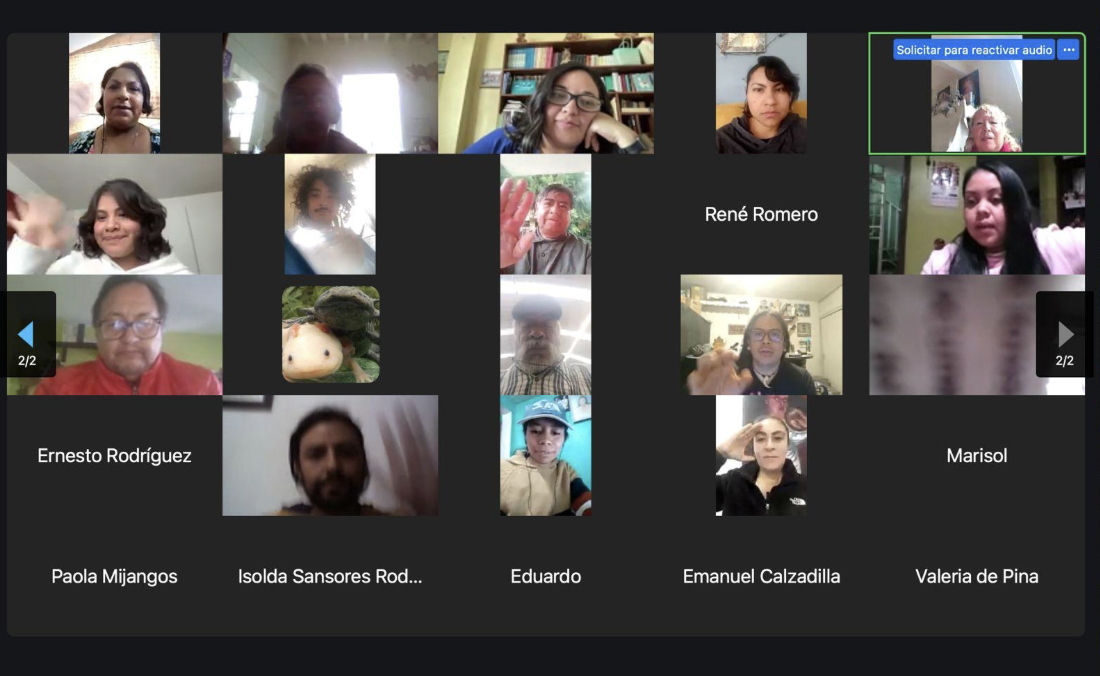 Solicitar para reactivar audio
René Romero
2/2
2/2
Ernesto Rodríguez
Marisol
Paola Mijangos
Isolda Sansores Rod...
Eduardo
Emanuel Calzadilla
Valeria de Pina